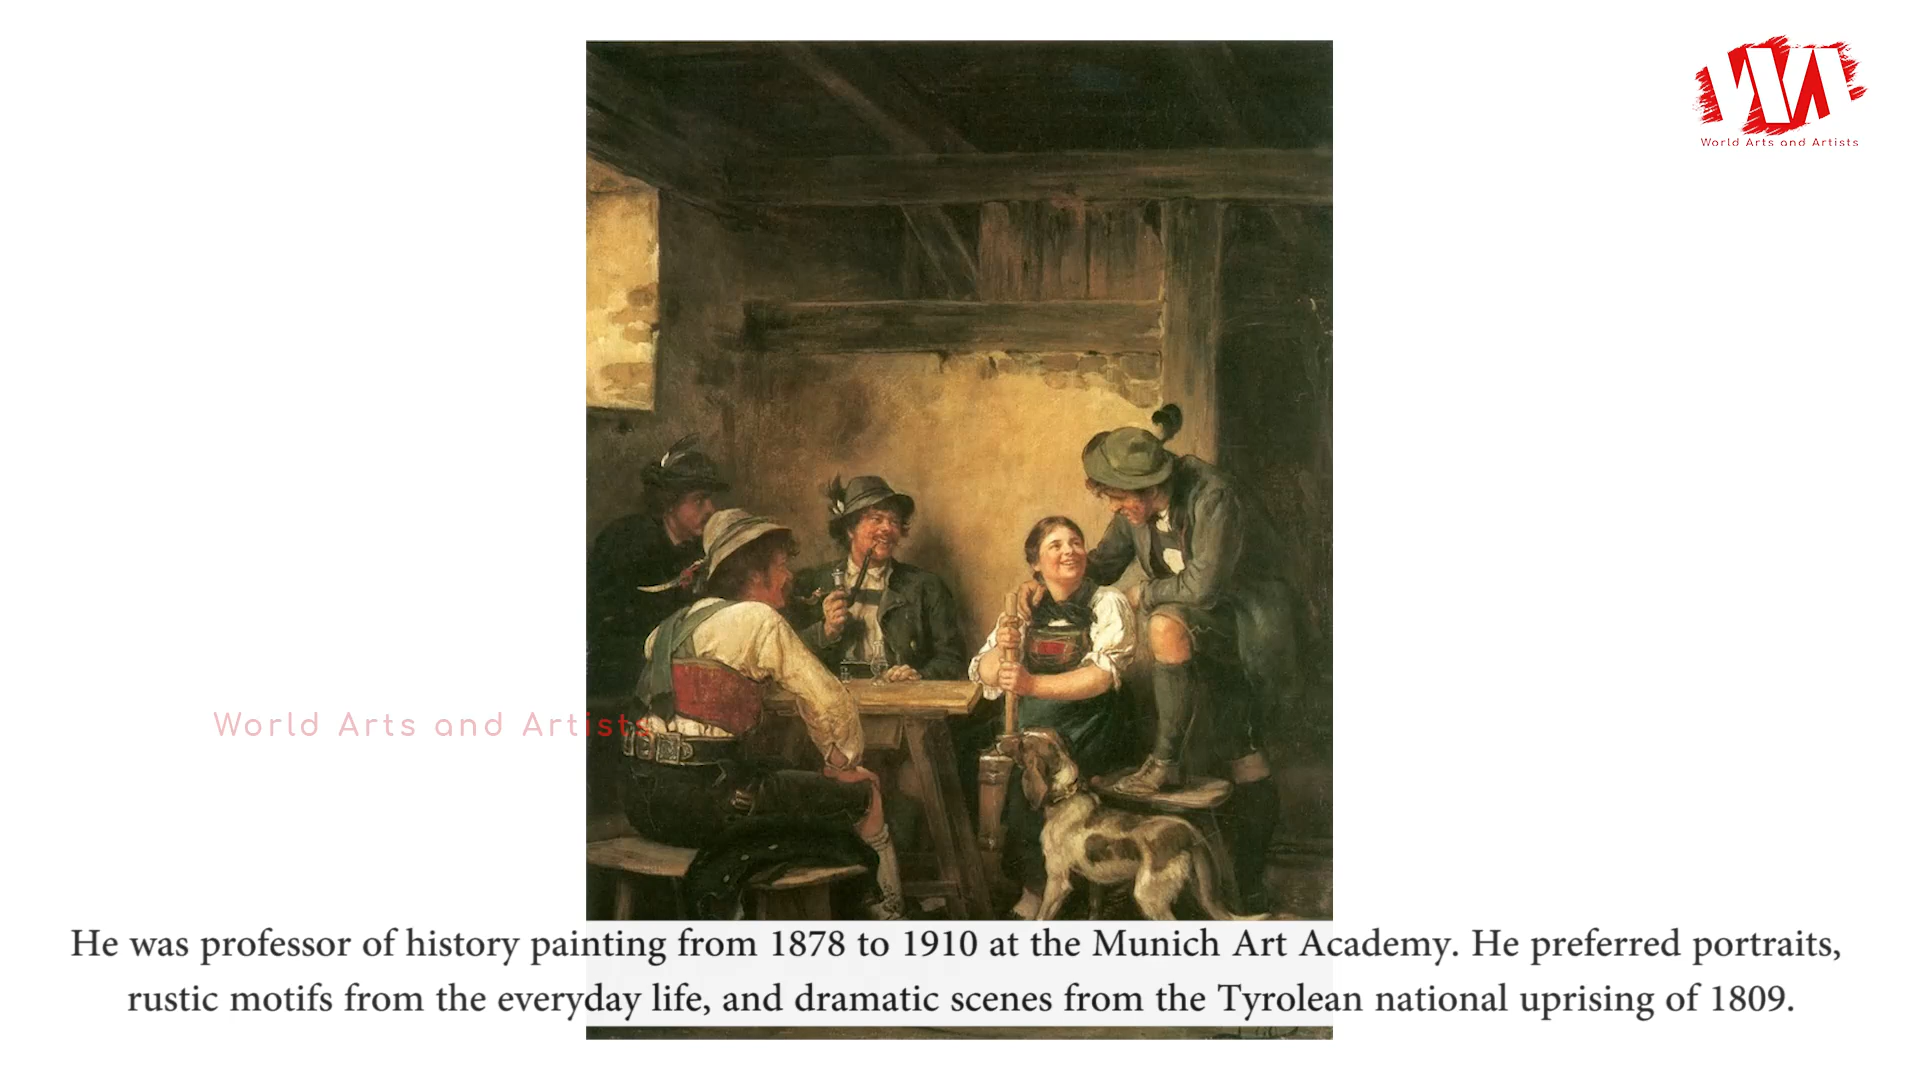 World Arts and Artists
World Arts and Artists
He was professor of history painting from 1878 to 1910 at the Munich Art Academy. He preferred portraits,
rustic motifs from the everyday life, and dramatic scenes from the Tyrolean national uprising of 1809.